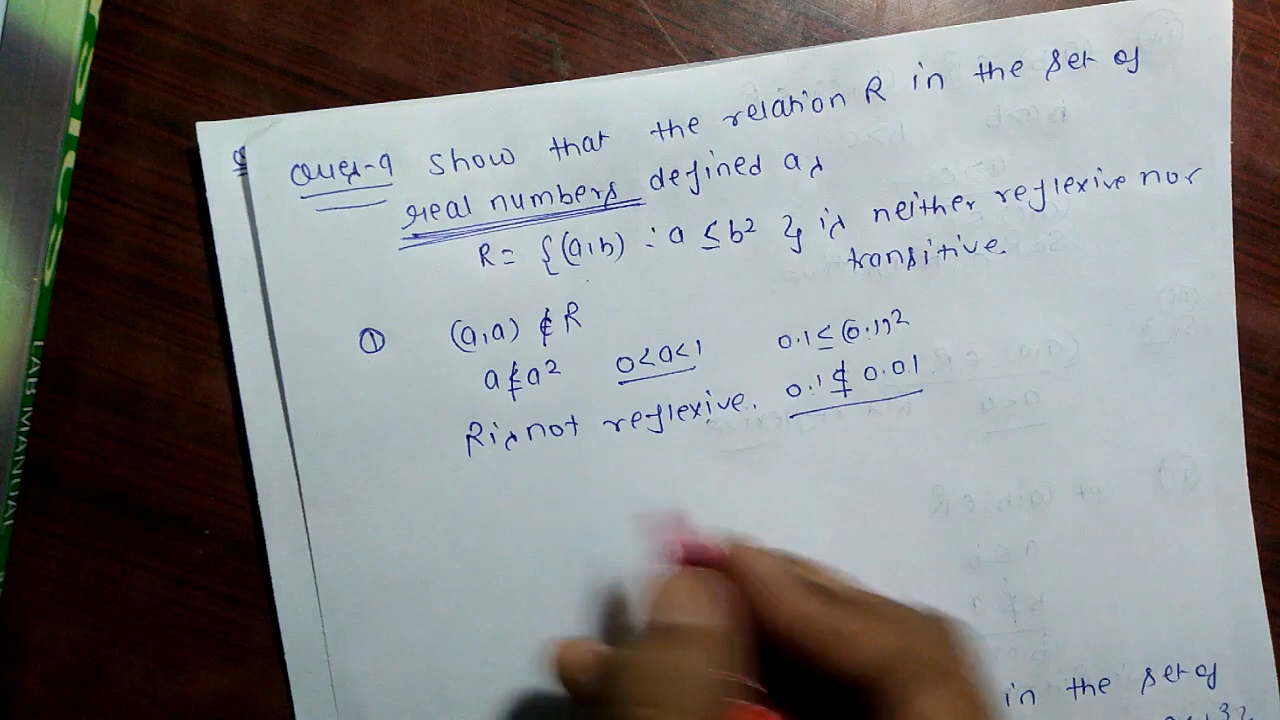 Ques-9 Show that the relation R in the set of
real numbers defined as
R = {(a,b) : a ≤ b² } is neither reflexive nor
transitive.
① (a,a) ∉ R
a ≰ a² 0<a<1 0.1 ≤ (0.1)²
R is not reflexive. 0.1 ≰ 0.01
in the set of
LAB MANUAL